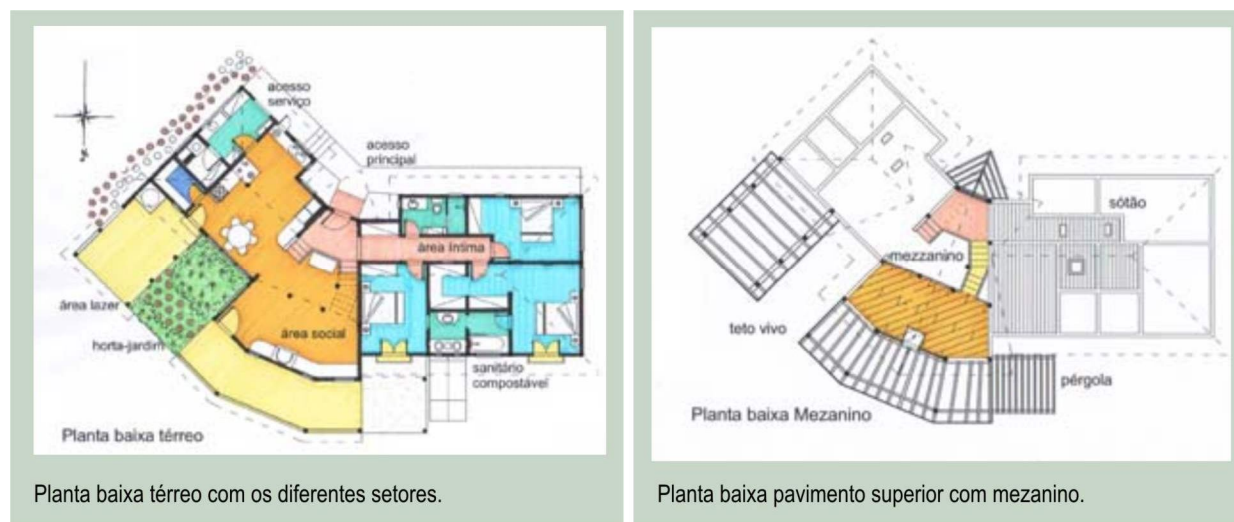 acesso
serviço
acesso
principal
área íntima
área lazer
área social
horta-jardim
sanitário
compostável
Planta baixa térreo
Planta baixa térreo com os diferentes setores.
sótão
mezzanino
teto vivo
pérgola
Planta baixa Mezanino
Planta baixa pavimento superior com mezanino.